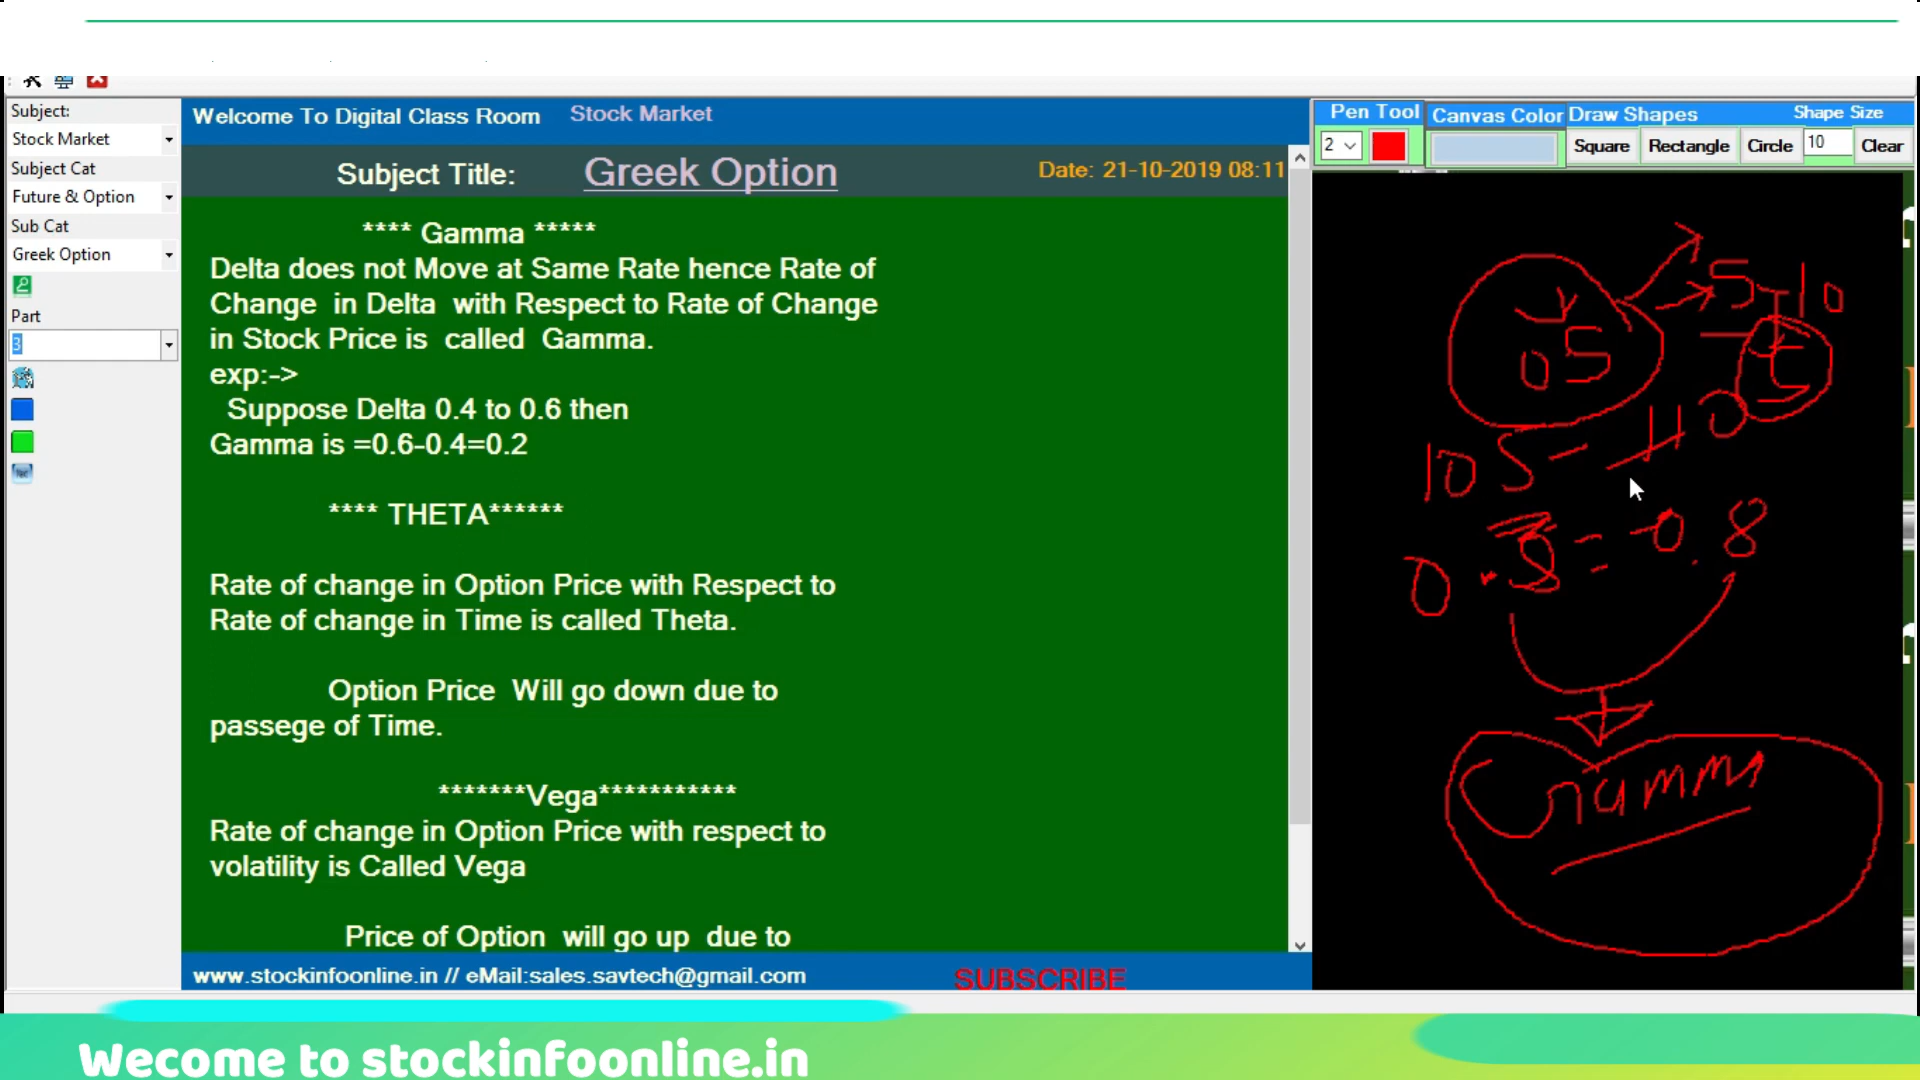 Subject:
Stock Market
Subject Cat
Future & Option
Sub Cat
Greek Option
Part
3
Welcome To Digital Class Room Stock Market
Subject Title: Greek Option Date: 21-10-2019 08:11
**** Gamma *****
Delta does not Move at Same Rate hence Rate of
Change in Delta with Respect to Rate of Change
in Stock Price is called Gamma.
exp:->
Suppose Delta 0.4 to 0.6 then
Gamma is =0.6-0.4=0.2
**** THETA******
Rate of change in Option Price with Respect to
Rate of change in Time is called Theta.
Option Price Will go down due to
passege of Time.
*******Vega***********
Rate of change in Option Price with respect to
volatility is Called Vega
Price of Option will go up due to
www.stockinfoonline.in // eMail:sales.savtech@gmail.com SUBSCRIBE
Pen Tool Canvas Color Draw Shapes Shape Size
2 Square Rectangle Circle 10 Clear
05
105
0.8
Gamma
Wecome to stockinfoonline.in